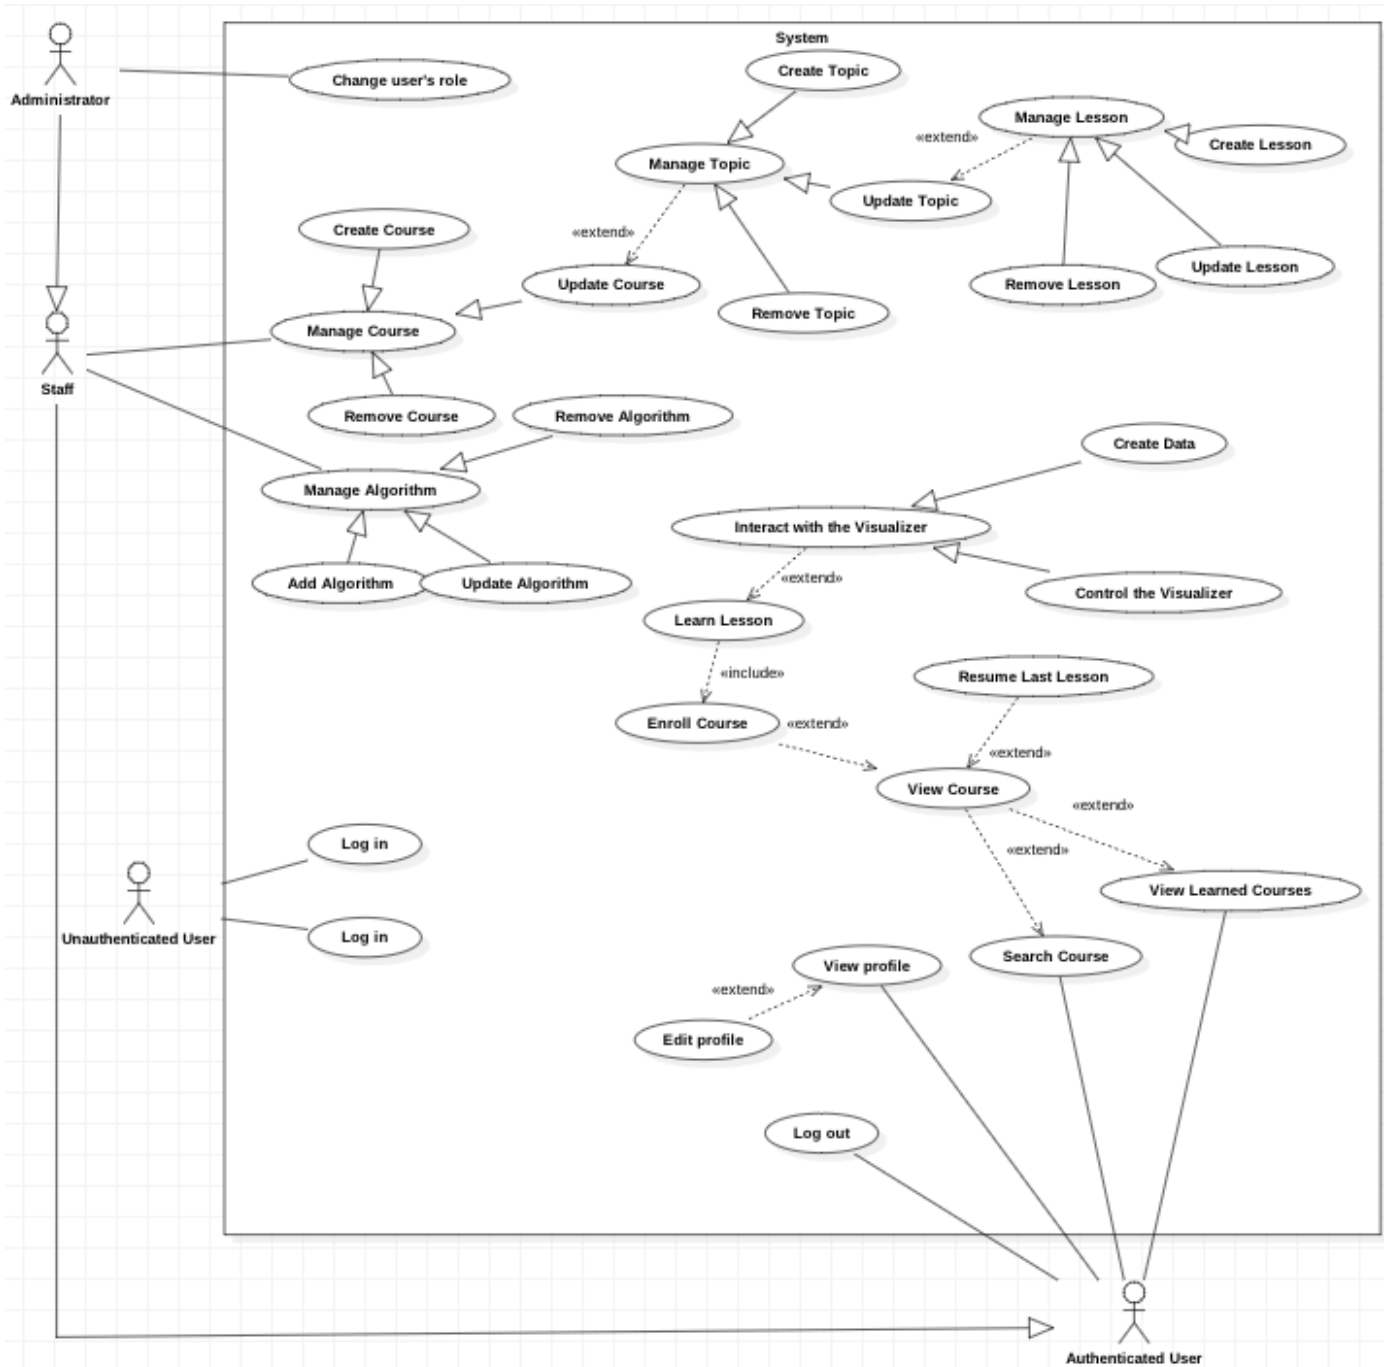 System
Administrator
Change user's role
Create Topic
Manage Lesson
«extend»
Create Lesson
Manage Topic
Update Topic
Create Course
«extend»
Update Course
Remove Topic
Remove Lesson
Update Lesson
Manage Course
Staff
Remove Course
Remove Algorithm
Create Data
Manage Algorithm
Interact with the Visualizer
Add Algorithm
Update Algorithm
«extend»
Control the Visualizer
Learn Lesson
«include»
Resume Last Lesson
Enroll Course
«extend»
«extend»
View Course
«extend»
Log in
«extend»
View Learned Courses
Unauthenticated User
Log in
Search Course
View profile
«extend»
Edit profile
Log out
Authenticated User